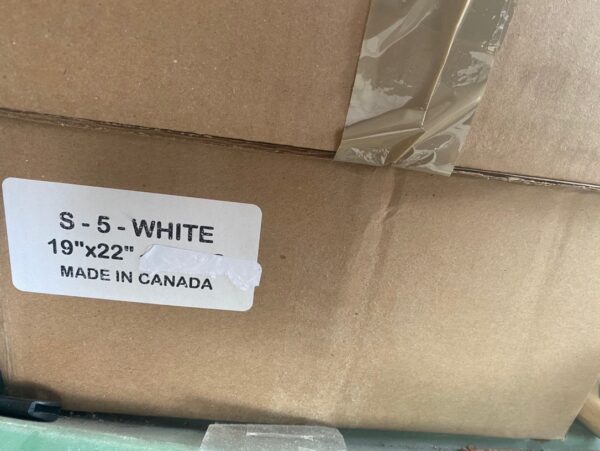 S - 5 - WHITE
19"x22"
MADE IN CANADA